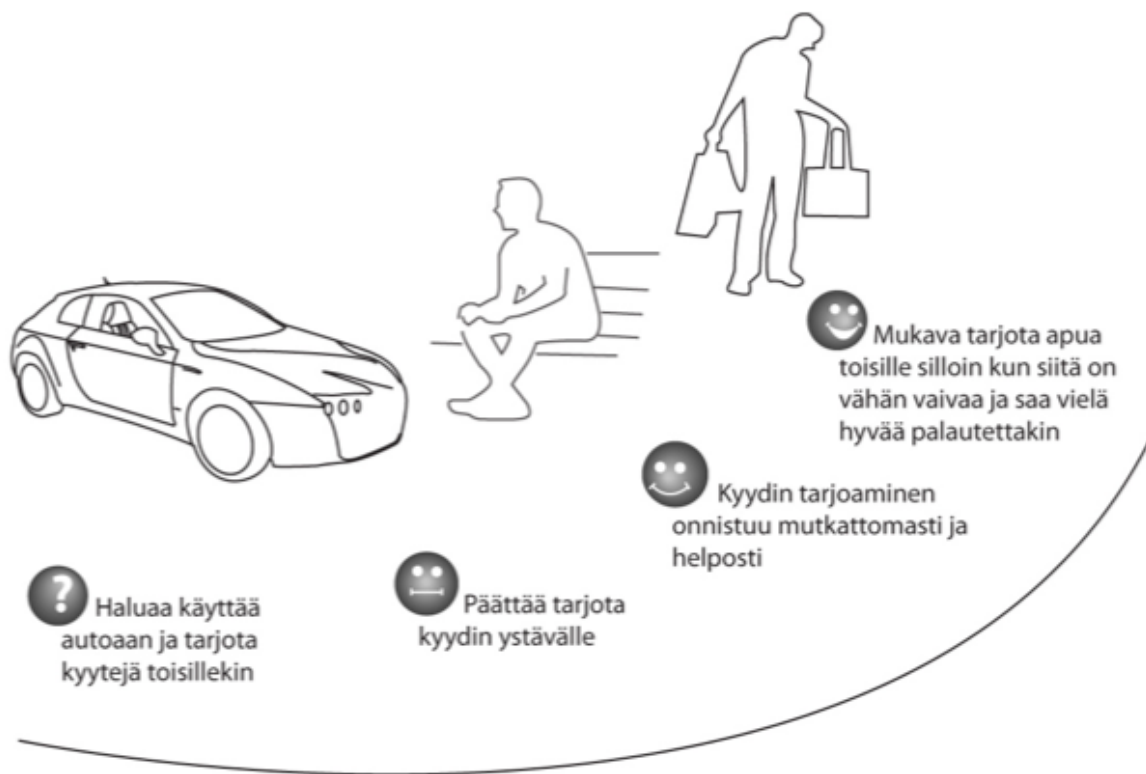 Haluaa käyttää
autoaan ja tarjota
kyytejä toisillekin
Päättää tarjota
kyydin ystävälle
Kyydin tarjoaminen
onnistuu mutkattomasti ja
helposti
Mukava tarjota apua
toisille silloin kun siitä on
vähän vaivaa ja saa vielä
hyvää palautettakin